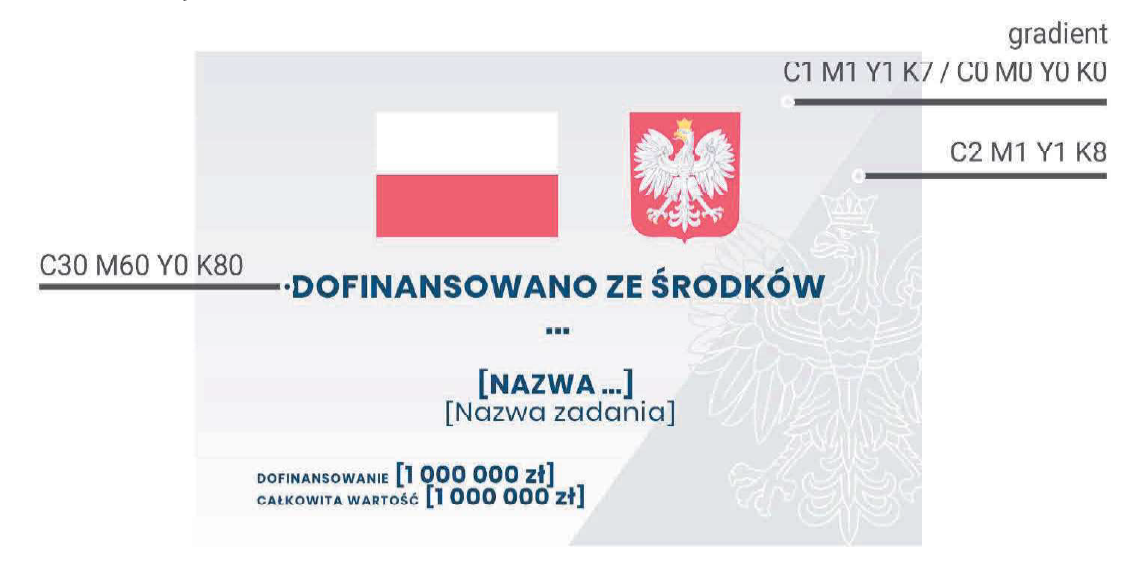 gradient
C1 M1 Y1 K7 / C0 M0 Y0 K0
C2 M1 Y1 K8
C30 M60 Y0 K80
DOFINANSOWANO ZE ŚRODKÓW
...
[NAZWA ...]
[Nazwa zadania]
DOFINANSOWANIE [1 000 000 zł]
CAŁKOWITA WARTOŚĆ [1 000 000 zł]